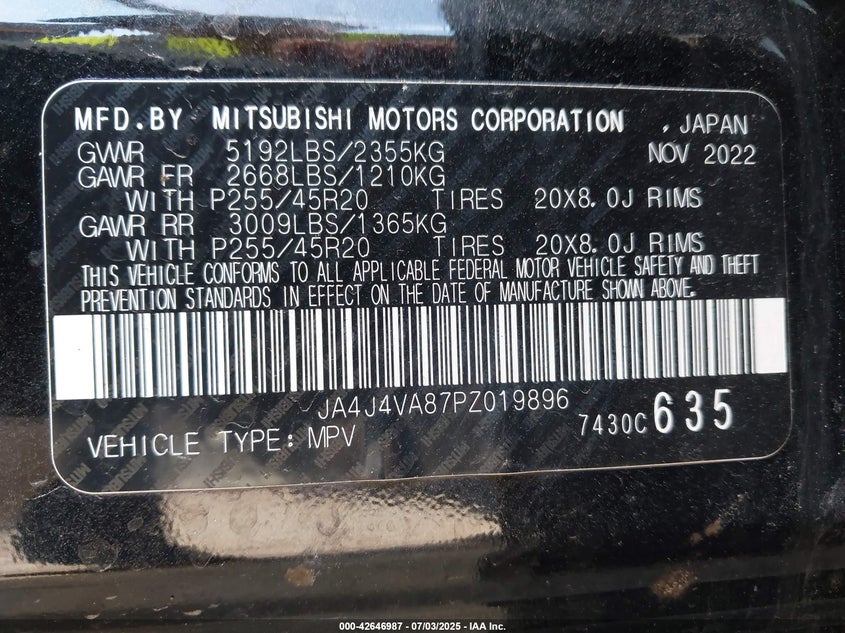 MFD.BY MITSUBISHI MOTORS CORPORATION , JAPAN
GVWR 5192LBS/2355KG NOV 2022
GAWR FR 2668LBS/1210KG
WITH P255/45R20 TIRES 20X8.0J RIMS
GAWR RR 3009LBS/1365KG
WITH P255/45R20 TIRES 20X8.0J RIMS
THIS VEHICLE CONFORMS TO ALL APPLICABLE FEDERAL MOTOR VEHICLE SAFETY AND THEFT
PREVENTION STANDARDS IN EFFECT ON THE DATE OF MANUFACTURE SHOWN ABOVE.
JA4J4VA87PZ019896
7430C 635
VEHICLE TYPE: MPV
000-42646987 - 07/03/2025 - IAA Inc.